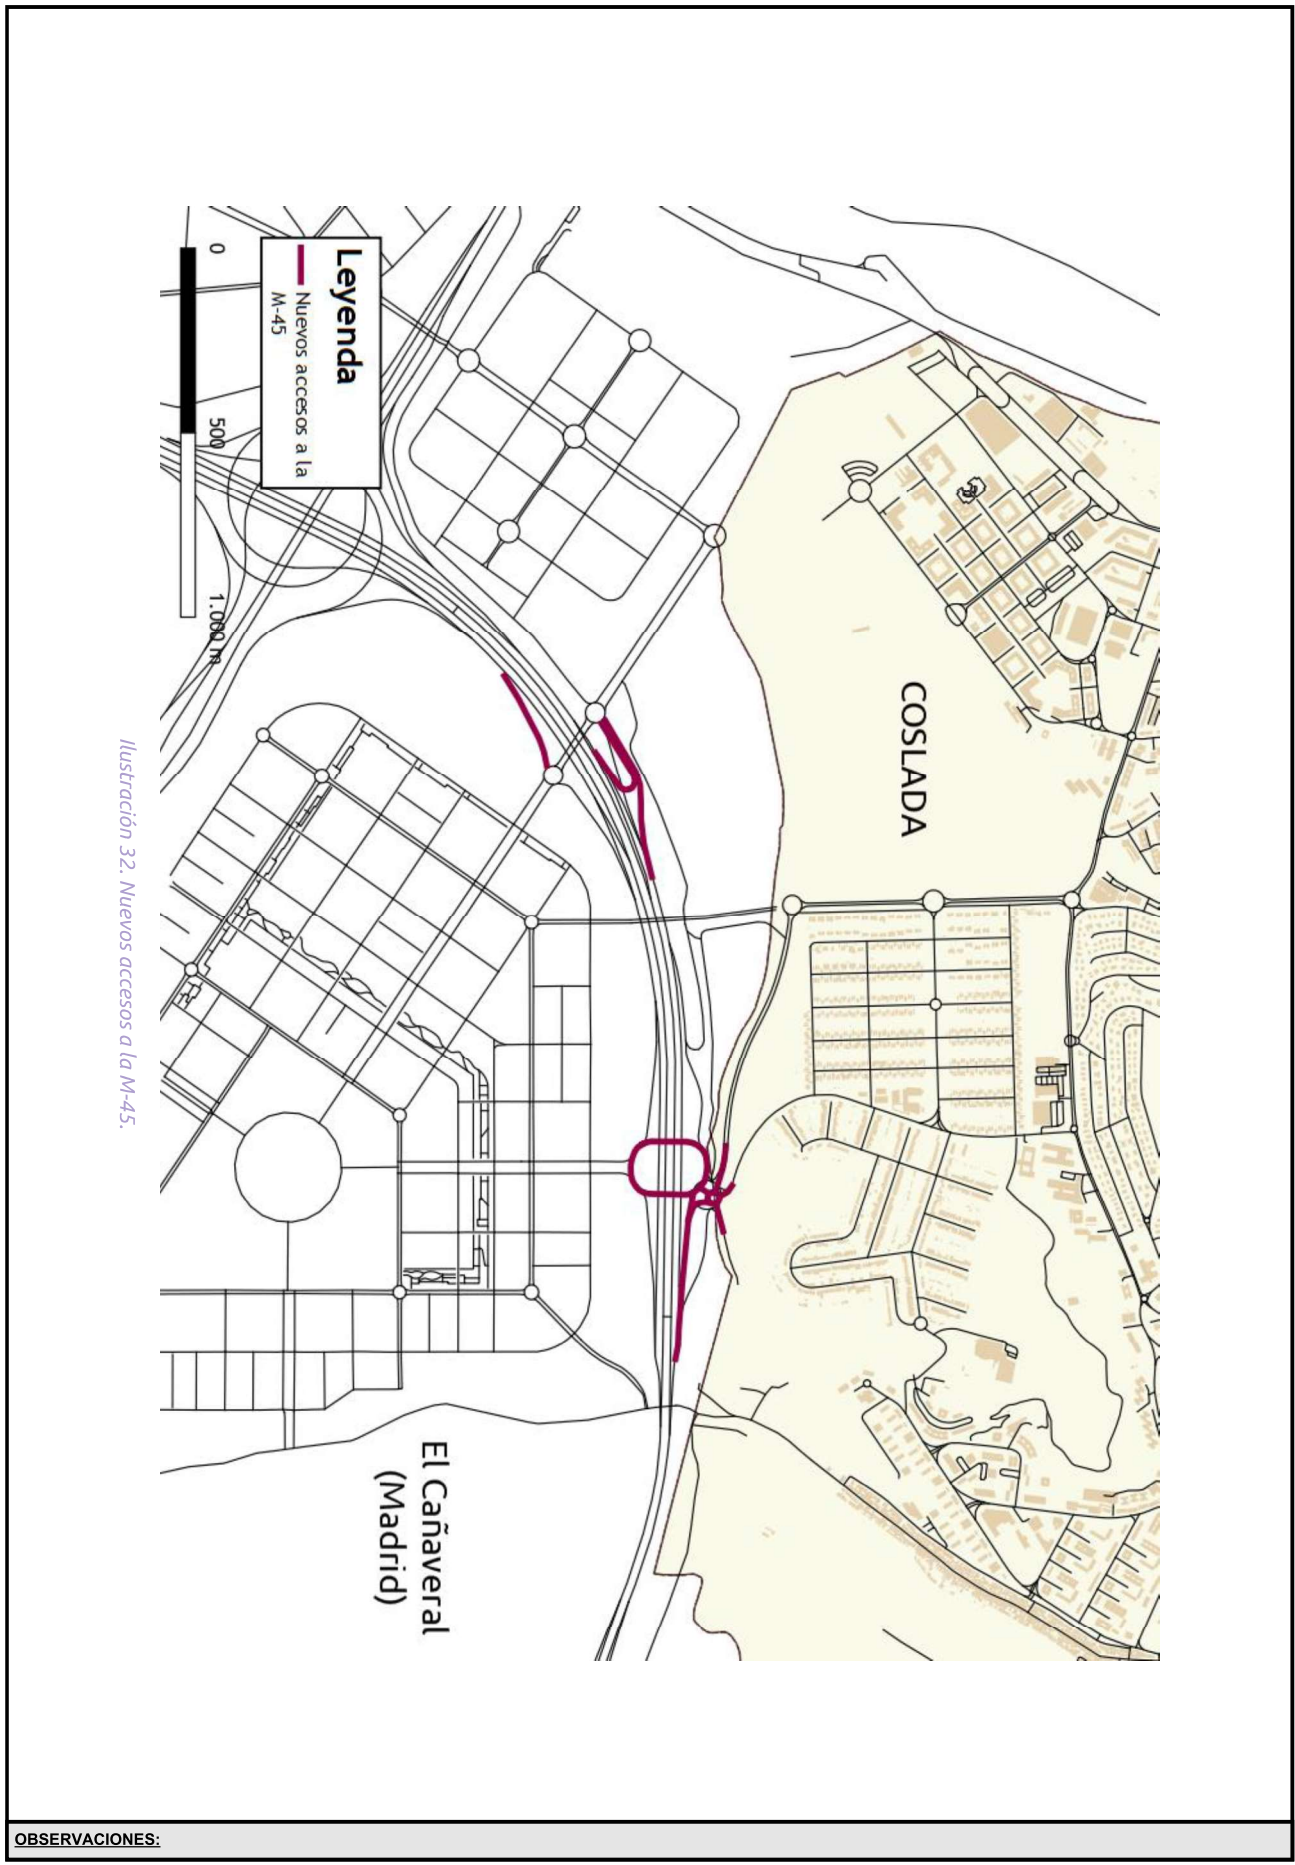 COSLADA
El Cañaveral
(Madrid)
Leyenda
Nuevos accesos a la
M-45
0 500 1.000 m
Ilustración 32. Nuevos accesos a la M-45.
OBSERVACIONES: